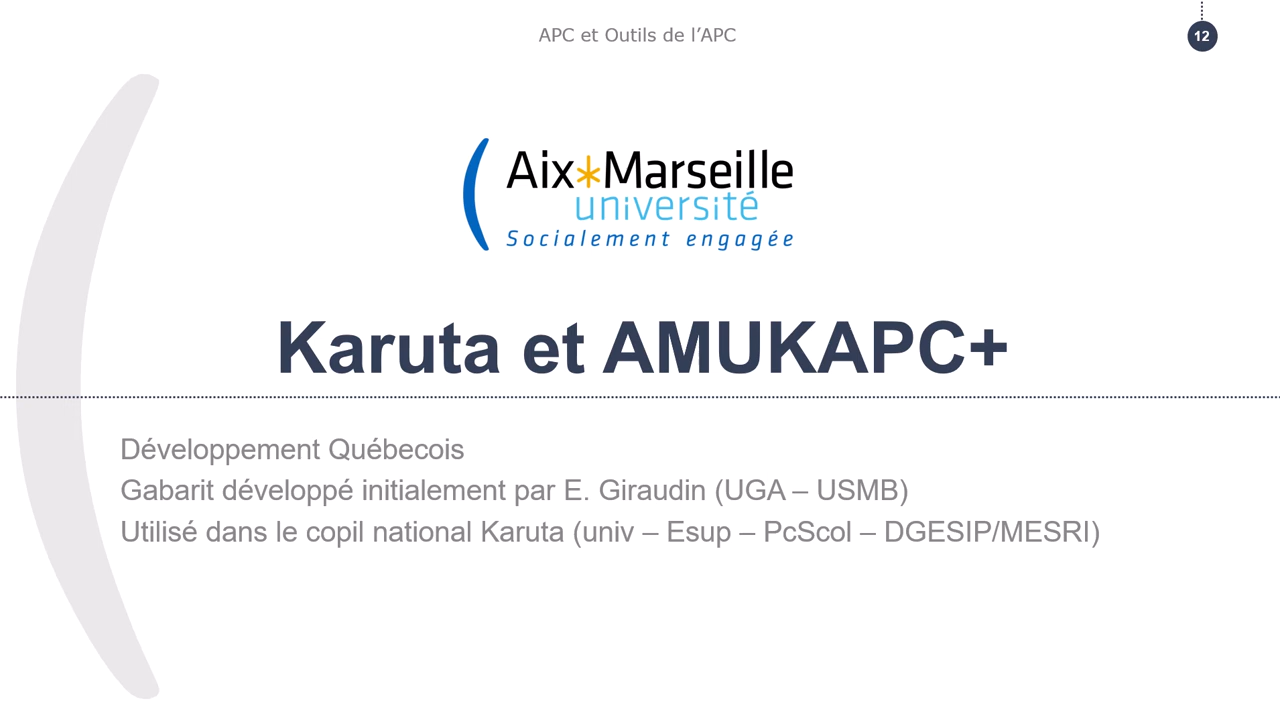 APC et Outils de l’APC
12
Aix*Marseille
université
Socialement engagée
Karuta et AMUKAPC+
Développement Québecois
Gabarit développé initialement par E. Giraudin (UGA – USMB)
Utilisé dans le copil national Karuta (univ – Esup – PcScol – DGESIP/MESRI)